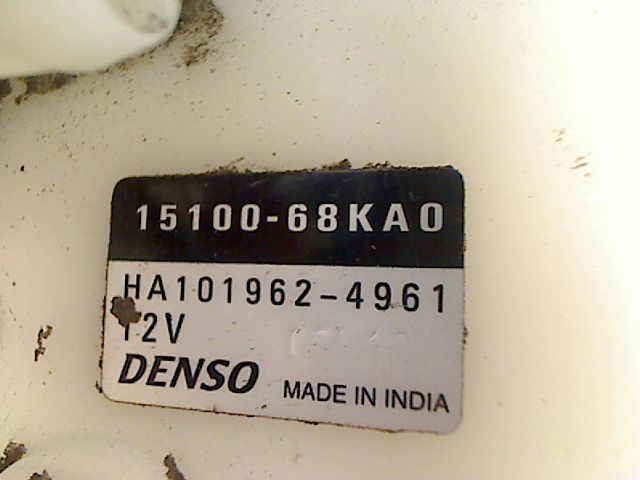 15100-68KA0
HA101962-4961
12V
DENSO MADE IN INDIA